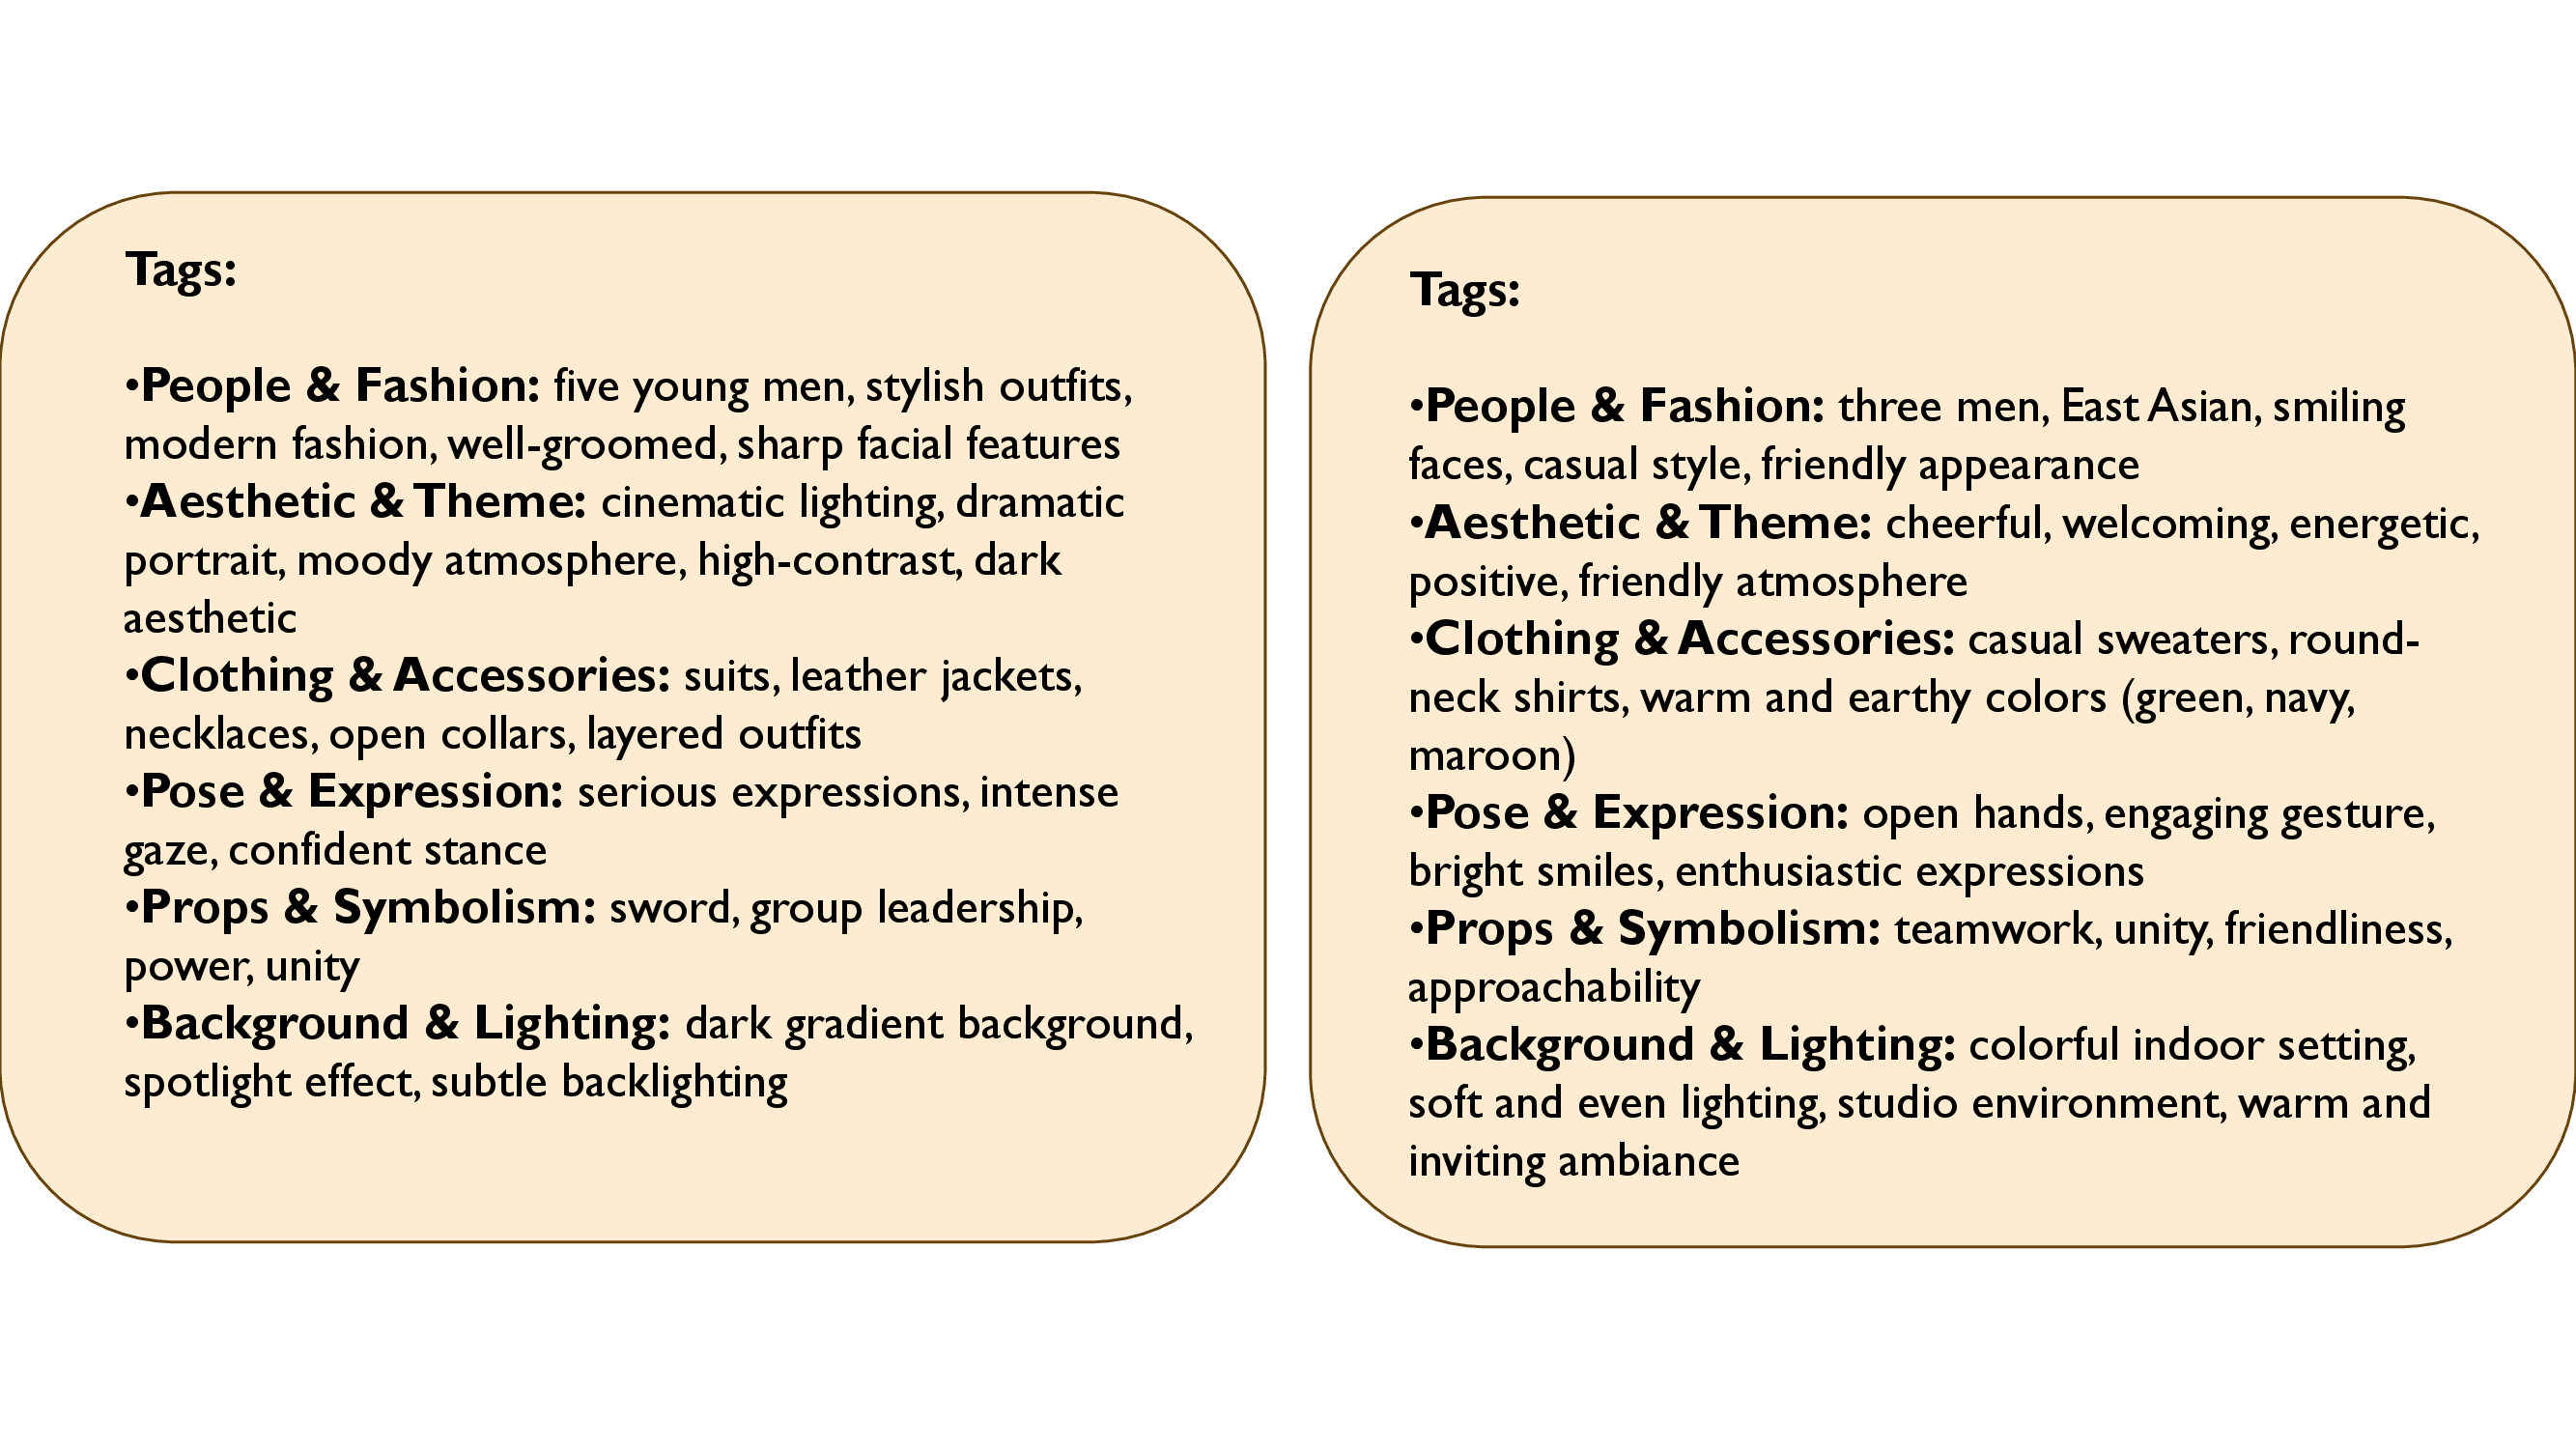 Tags:
•People & Fashion: five young men, stylish outfits,
modern fashion, well-groomed, sharp facial features
•Aesthetic & Theme: cinematic lighting, dramatic
portrait, moody atmosphere, high-contrast, dark
aesthetic
•Clothing & Accessories: suits, leather jackets,
necklaces, open collars, layered outfits
•Pose & Expression: serious expressions, intense
gaze, confident stance
•Props & Symbolism: sword, group leadership,
power, unity
•Background & Lighting: dark gradient background,
spotlight effect, subtle backlighting
Tags:
•People & Fashion: three men, East Asian, smiling
faces, casual style, friendly appearance
•Aesthetic & Theme: cheerful, welcoming, energetic,
positive, friendly atmosphere
•Clothing & Accessories: casual sweaters, round-
neck shirts, warm and earthy colors (green, navy,
maroon)
•Pose & Expression: open hands, engaging gesture,
bright smiles, enthusiastic expressions
•Props & Symbolism: teamwork, unity, friendliness,
approachability
•Background & Lighting: colorful indoor setting,
soft and even lighting, studio environment, warm and
inviting ambiance